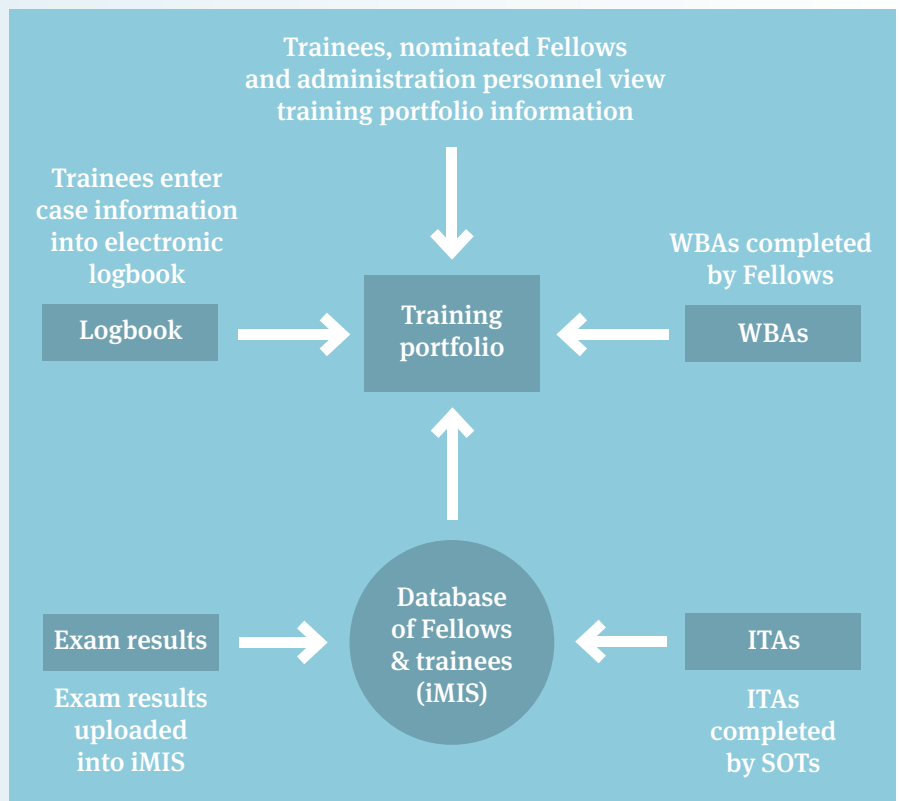 Trainees, nominated Fellows
and administration personnel view
training portfolio information
Trainees enter
case information
into electronic
logbook
Logbook
Training
portfolio
WBAs completed
by Fellows
WBAs
Database
of Fellows
& trainees
(iMIS)
Exam results
Exam results
uploaded
into iMIS
ITAs
ITAs
completed
by SOTs